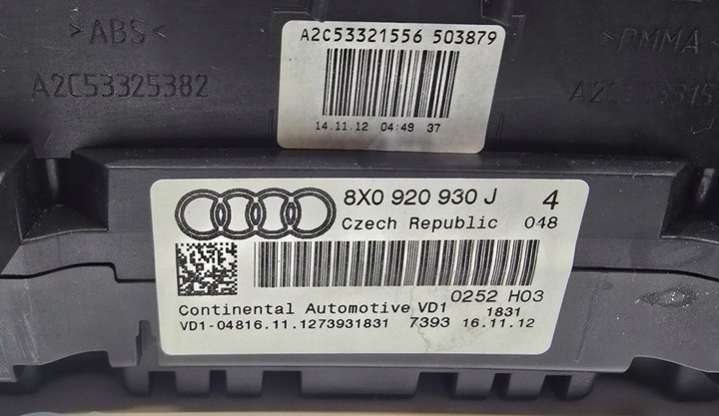 >ABS<
A2C53325382
A2C53321556 503879
14.11.12 04:49 37
>PMMA<
8X0 920 930 J 4
Czech Republic 048
0252 H03
Continental Automotive VD1 1831
VD1-04816.11.1273931831 7393 16.11.12